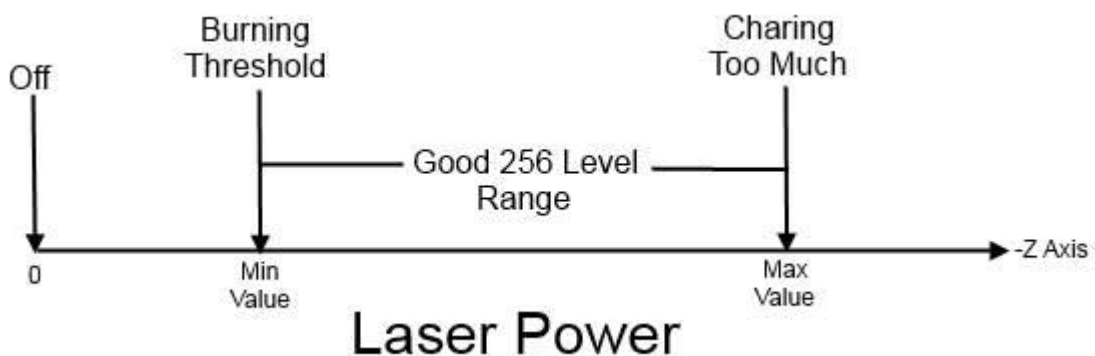 Off
Burning
Threshold
Charing
Too Much
Good 256 Level
Range
0
Min
Value
Max
Value
-Z Axis
Laser Power